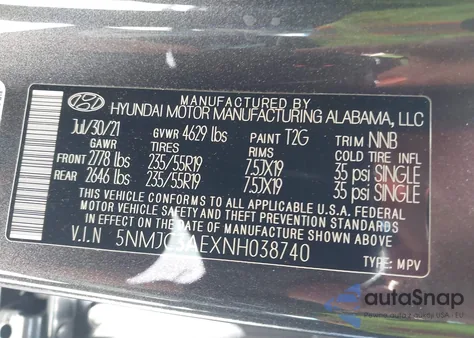 MANUFACTURED BY
HYUNDAI MOTOR MANUFACTURING ALABAMA, LLC
Jul/30/21 GVWR 4629 lbs PAINT T2G TRIM NNB
GAWR TIRES RIMS COLD TIRE INFL
FRONT 2778 lbs 235/55R19 7.5JX19 35 psi SINGLE
REAR 2646 lbs 235/55R19 7.5JX19 35 psi SINGLE
THIS VEHICLE CONFORMS TO ALL APPLICABLE U.S.A. FEDERAL
MOTOR VEHICLE SAFETY, BUMPER, AND THEFT PREVENTION
STANDARDS IN EFFECT ON THE DATE OF MANUFACTURE SHOWN ABOVE.
V.I.N 5NMJC3AEXNH038740
TYPE: MPV
autoSnap